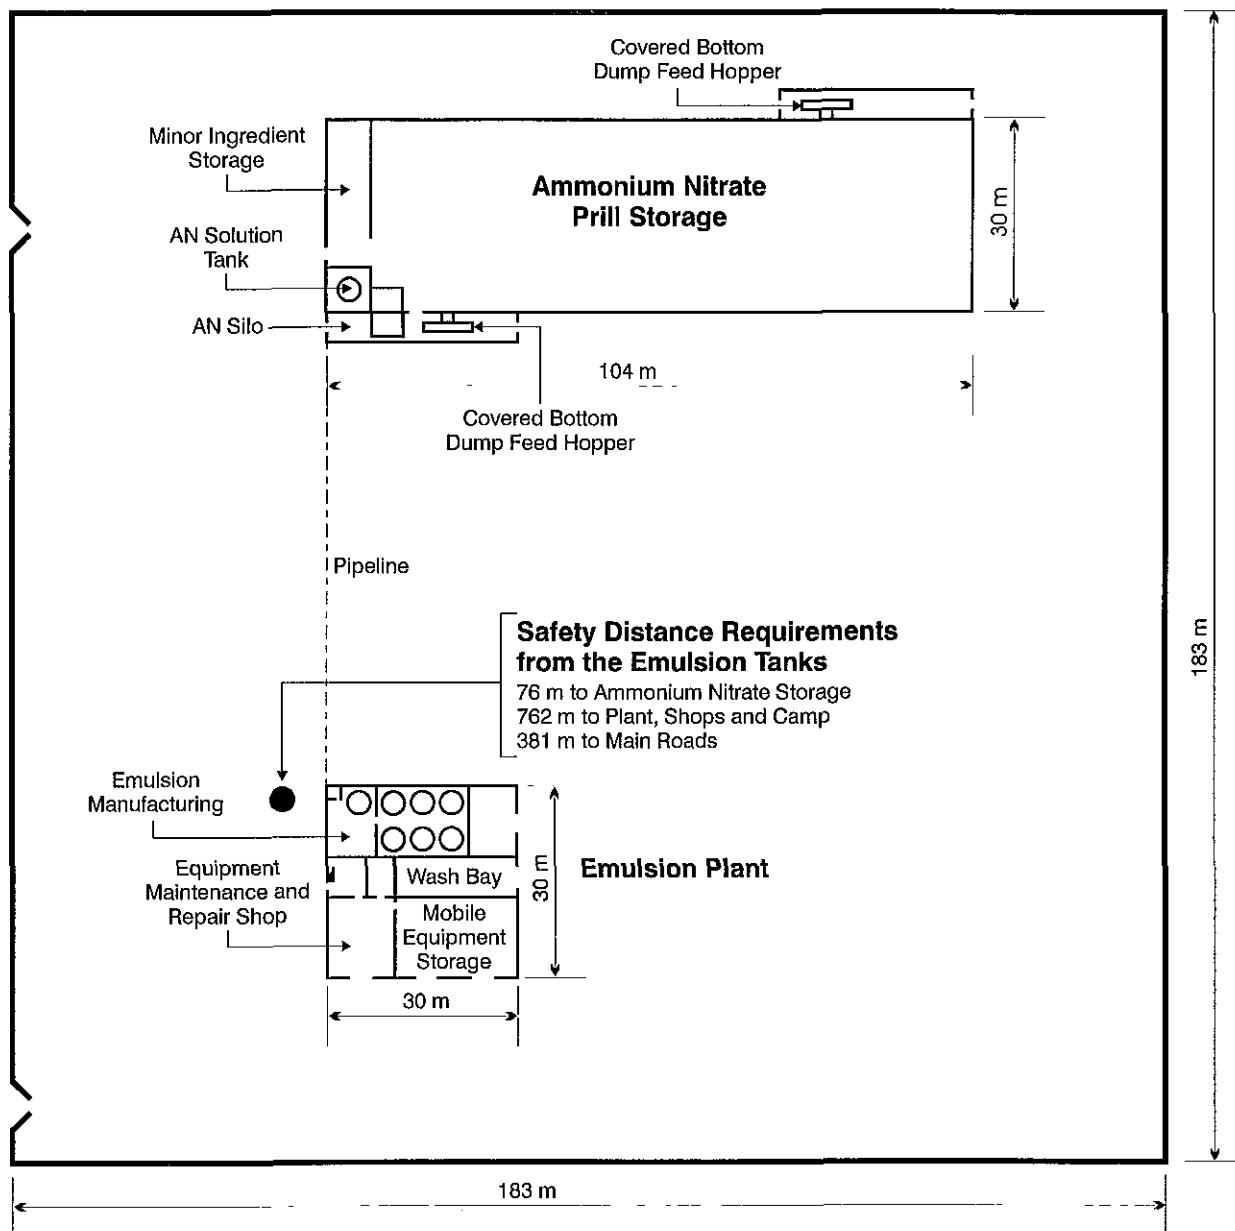 Covered Bottom
Dump Feed Hopper
Minor Ingredient
Storage
Ammonium Nitrate
Prill Storage
30 m
AN Solution
Tank
AN Silo
104 m
Covered Bottom
Dump Feed Hopper
Pipeline
Safety Distance Requirements
from the Emulsion Tanks
76 m to Ammonium Nitrate Storage
762 m to Plant, Shops and Camp
381 m to Main Roads
183 m
Emulsion
Manufacturing
Equipment
Maintenance and
Repair Shop
Wash Bay
30 m
Emulsion Plant
Mobile
Equipment
Storage
30 m
183 m